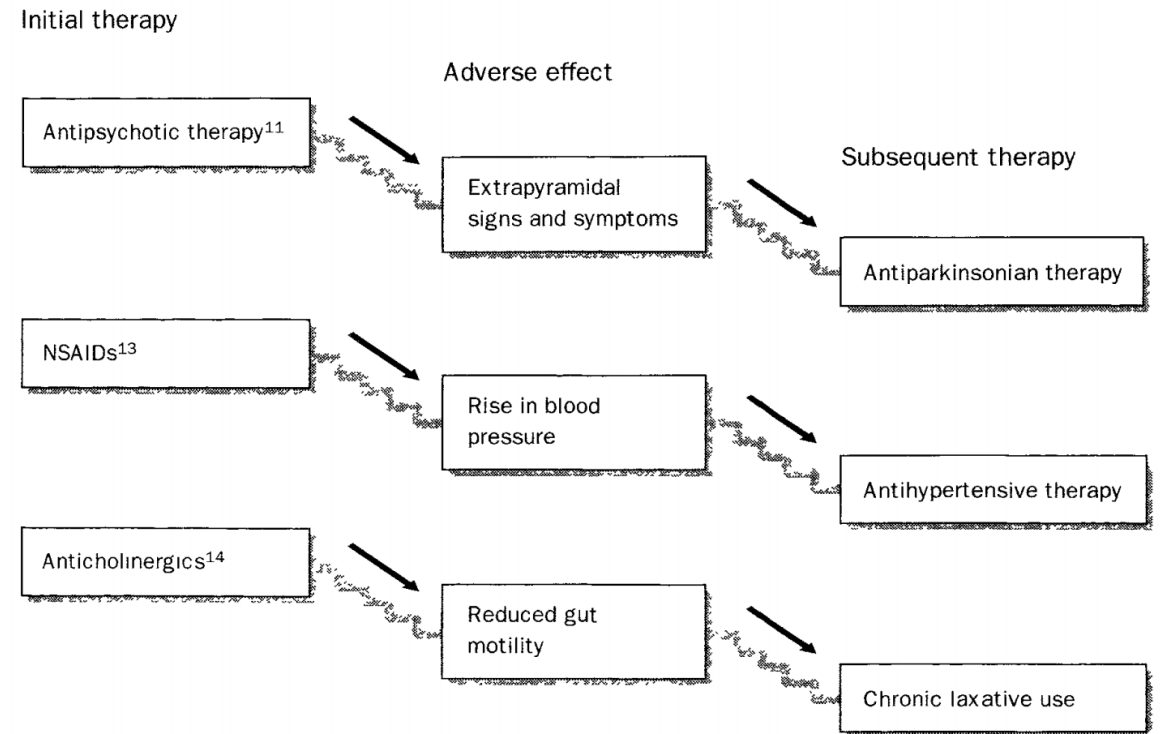 Initial therapy
Adverse effect
Antipsychotic therapy11
Subsequent therapy
Extrapyramidal
signs and symptoms
Antiparkinsonian therapy
NSAIDs13
Rise in blood
pressure
Antihypertensive therapy
Anticholinergics14
Reduced gut
motility
Chronic laxative use